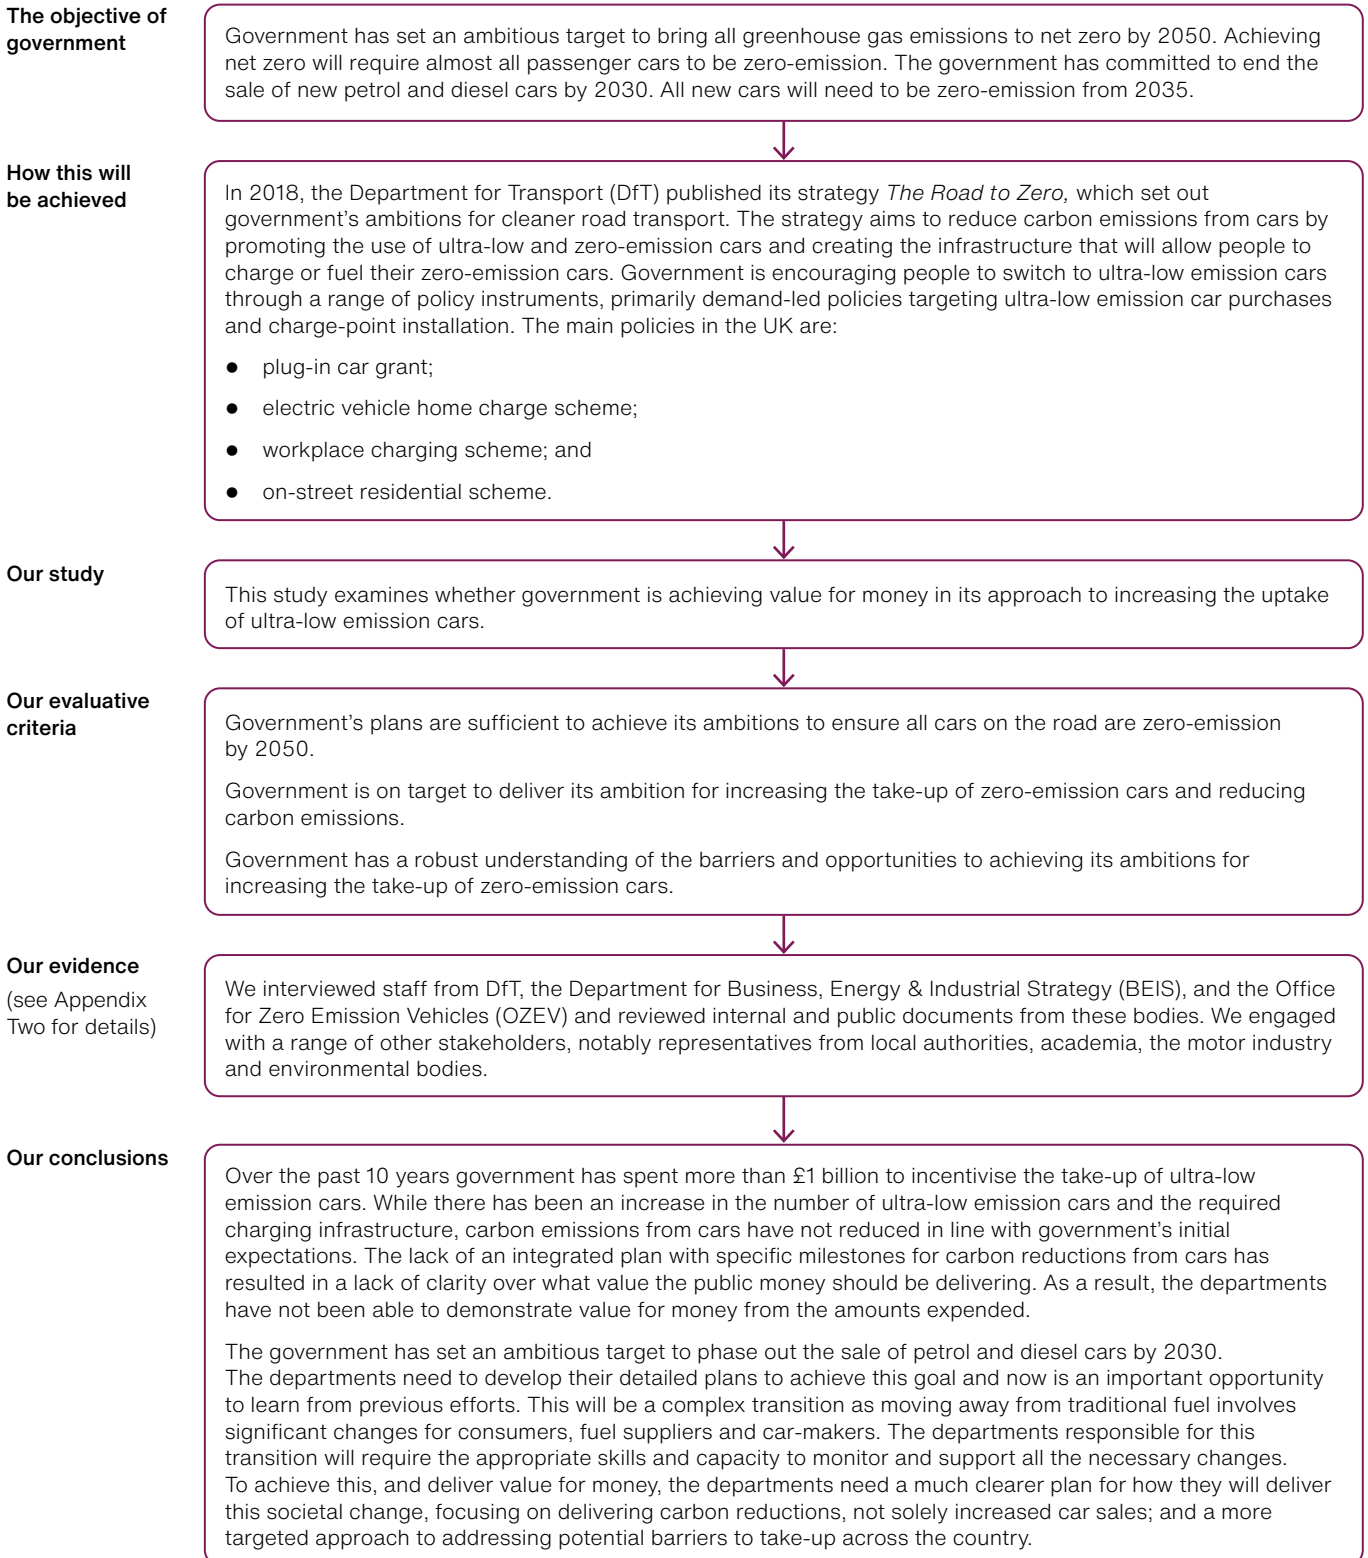 The objective of
government
Government has set an ambitious target to bring all greenhouse gas emissions to net zero by 2050. Achieving
net zero will require almost all passenger cars to be zero-emission. The government has committed to end the
sale of new petrol and diesel cars by 2030. All new cars will need to be zero-emission from 2035.
How this will
be achieved
In 2018, the Department for Transport (DfT) published its strategy The Road to Zero, which set out
government's ambitions for cleaner road transport. The strategy aims to reduce carbon emissions from cars by
promoting the use of ultra-low and zero-emission cars and creating the infrastructure that will allow people to
charge or fuel their zero-emission cars. Government is encouraging people to switch to ultra-low emission cars
through a range of policy instruments, primarily demand-led policies targeting ultra-low emission car purchases
and charge-point installation. The main policies in the UK are:
● plug-in car grant;
● electric vehicle home charge scheme;
● workplace charging scheme; and
● on-street residential scheme.
Our study
This study examines whether government is achieving value for money in its approach to increasing the uptake
of ultra-low emission cars.
Our evaluative
criteria
Government's plans are sufficient to achieve its ambitions to ensure all cars on the road are zero-emission
by 2050.
Government is on target to deliver its ambition for increasing the take-up of zero-emission cars and reducing
carbon emissions.
Government has a robust understanding of the barriers and opportunities to achieving its ambitions for
increasing the take-up of zero-emission cars.
Our evidence
(see Appendix
Two for details)
We interviewed staff from DfT, the Department for Business, Energy & Industrial Strategy (BEIS), and the Office
for Zero Emission Vehicles (OZEV) and reviewed internal and public documents from these bodies. We engaged
with a range of other stakeholders, notably representatives from local authorities, academia, the motor industry
and environmental bodies.
Our conclusions
Over the past 10 years government has spent more than £1 billion to incentivise the take-up of ultra-low
emission cars. While there has been an increase in the number of ultra-low emission cars and the required
charging infrastructure, carbon emissions from cars have not reduced in line with government's initial
expectations. The lack of an integrated plan with specific milestones for carbon reductions from cars has
resulted in a lack of clarity over what value the public money should be delivering. As a result, the departments
have not been able to demonstrate value for money from the amounts expended.
The government has set an ambitious target to phase out the sale of petrol and diesel cars by 2030.
The departments need to develop their detailed plans to achieve this goal and now is an important opportunity
to learn from previous efforts. This will be a complex transition as moving away from traditional fuel involves
significant changes for consumers, fuel suppliers and car-makers. The departments responsible for this
transition will require the appropriate skills and capacity to monitor and support all the necessary changes.
To achieve this, and deliver value for money, the departments need a much clearer plan for how they will deliver
this societal change, focusing on delivering carbon reductions, not solely increased car sales; and a more
targeted approach to addressing potential barriers to take-up across the country.